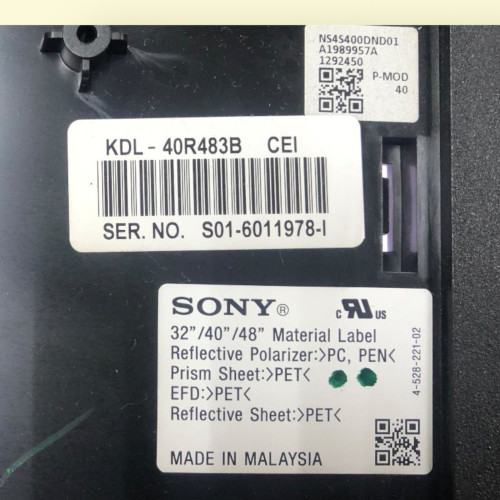 NS4S400DND01
A1989957A
1292450
P-MOD
40
KDL - 40R483B CEI
SER. NO. S01-6011978-I
SONY®
c RU US
32"/40"/48" Material Label
Reflective Polarizer:>PC, PEN<
Prism Sheet:>PET<
EFD:>PET<
Reflective Sheet:>PET<
MADE IN MALAYSIA
4-528-221-02